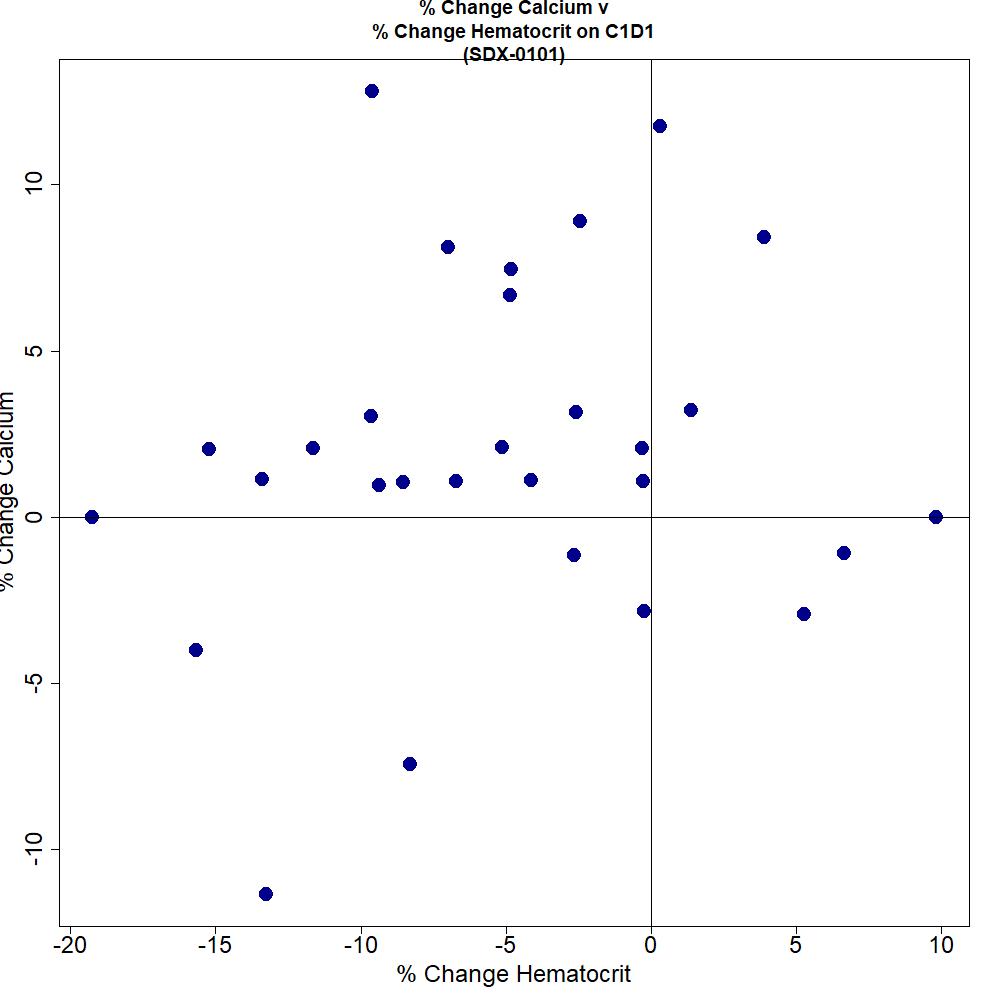 % Change Calcium v
% Change Hematocrit on C1D1
(SDX-0101)
% Change Calcium
10
5
0
-5
-10
-20
-15
-10
-5
0
5
10
% Change Hematocrit